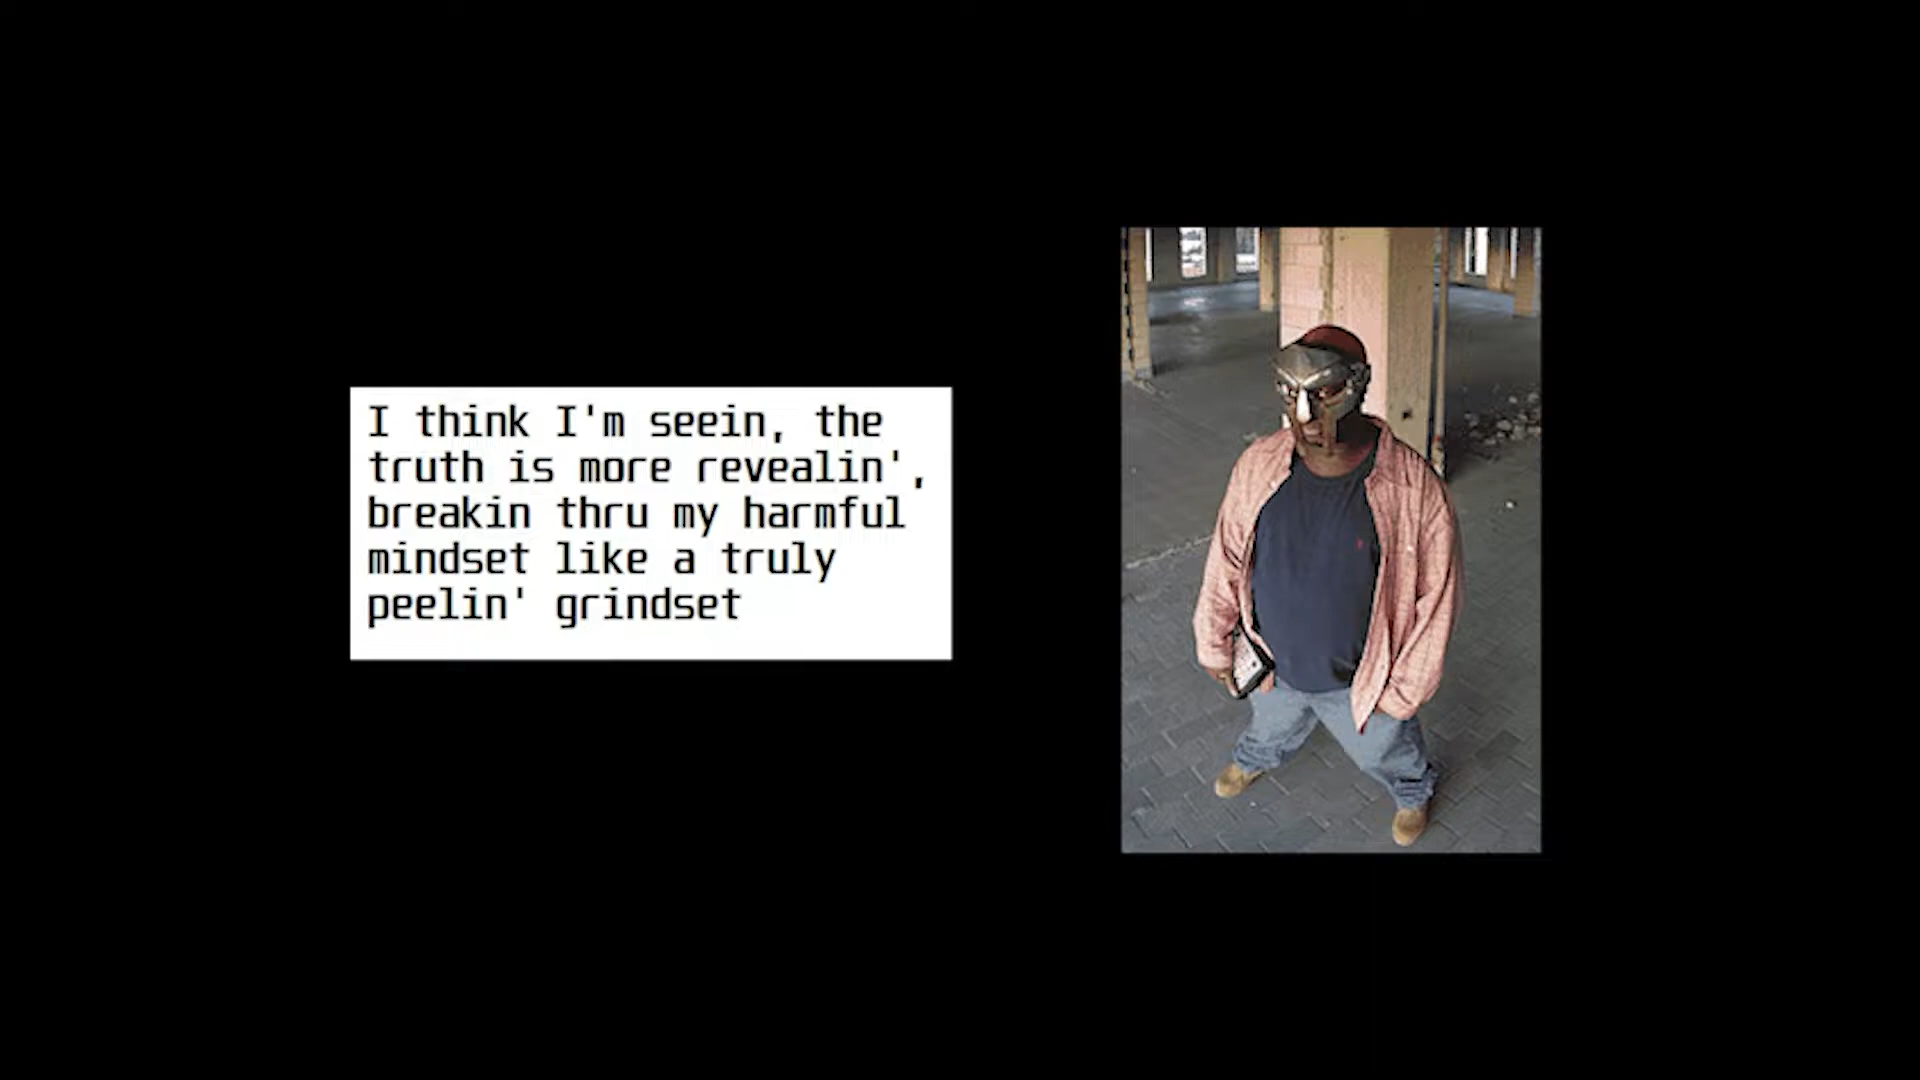 I think I'm seein, the
truth is more revealin',
breakin thru my harmful
mindset like a truly
peelin' grindset